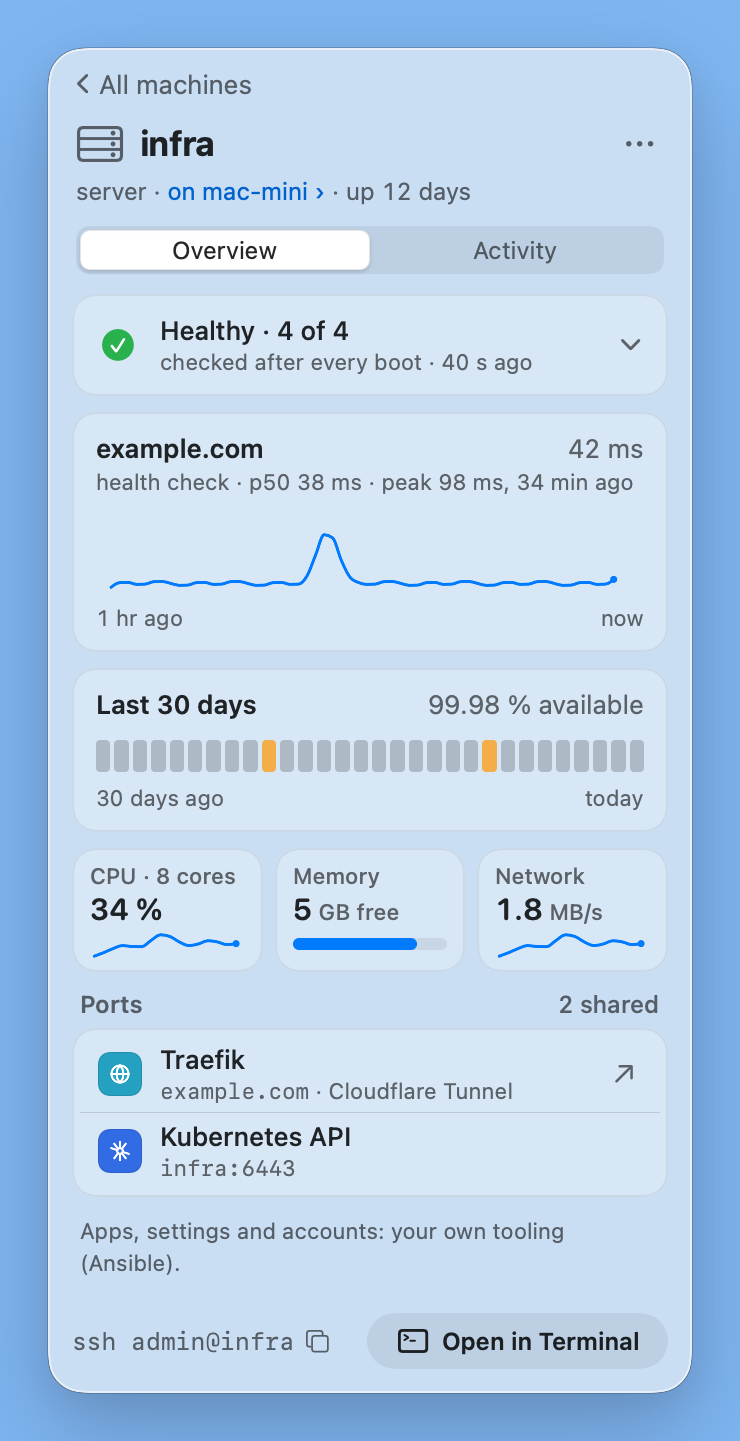 All machines
infra
server · on mac-mini › · up 12 days
Overview
Activity
Healthy · 4 of 4
checked after every boot · 40 s ago
example.com
42 ms
health check · p50 38 ms · peak 98 ms, 34 min ago
1 hr ago
now
Last 30 days
99.98 % available
30 days ago
today
CPU · 8 cores
34 %
Memory
5 GB free
Network
1.8 MB/s
Ports
2 shared
Traefik
example.com · Cloudflare Tunnel
Kubernetes API
infra:6443
Apps, settings and accounts: your own tooling
(Ansible).
ssh admin@infra
Open in Terminal